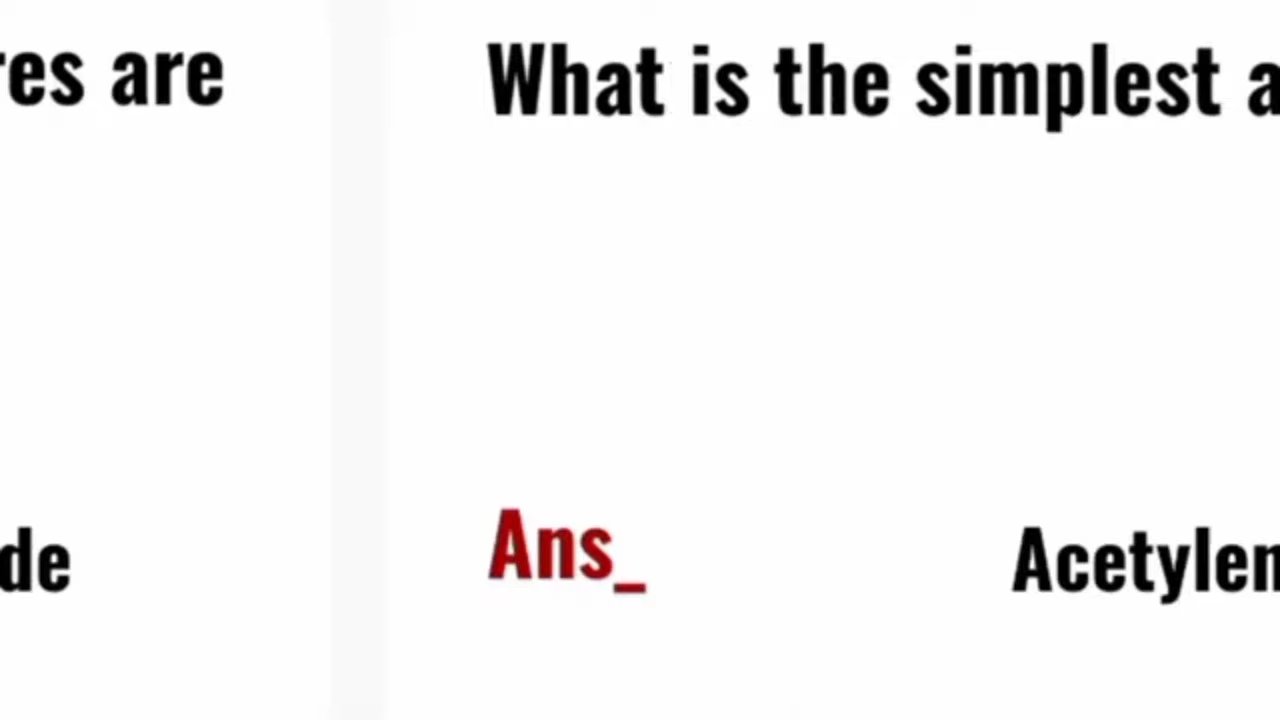 res are
de
What is the simplest a
Ans_
Acetylen